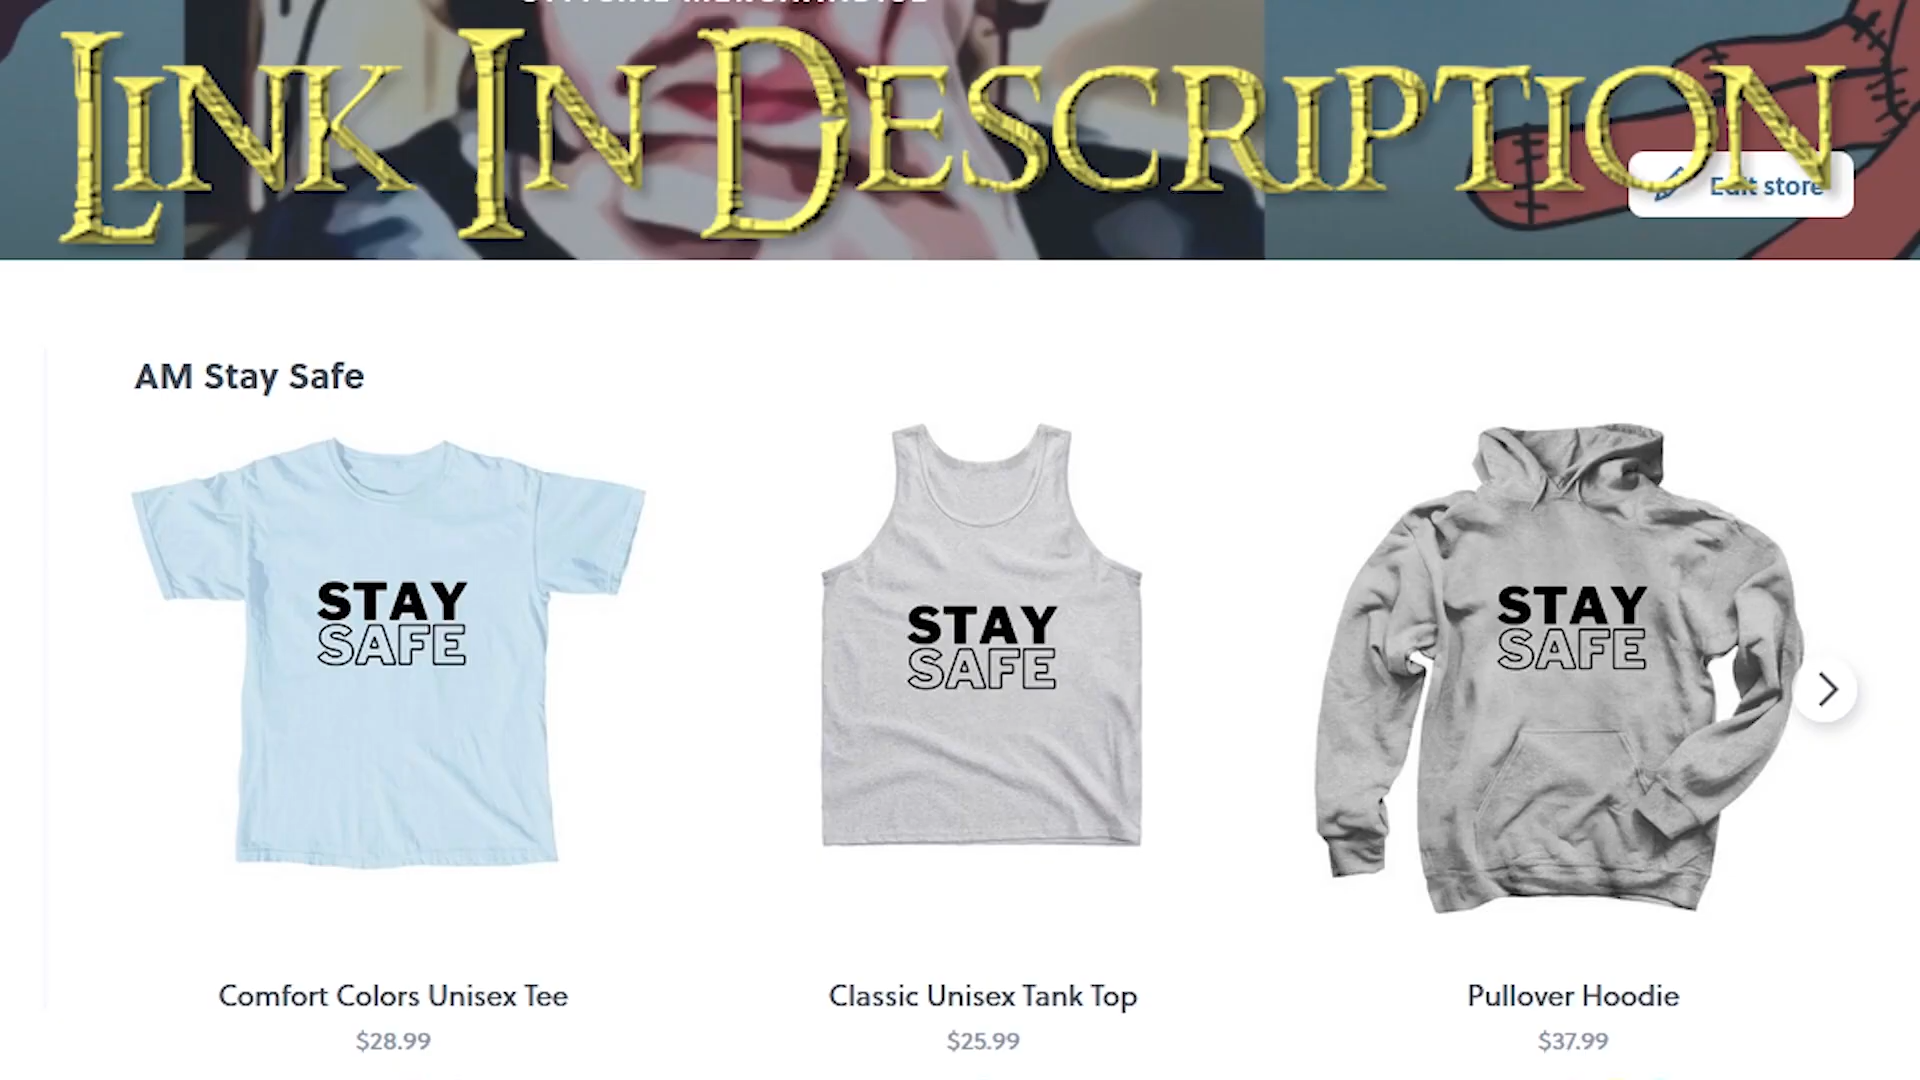 LINK IN DESCRIPTION
Edit store
AM Stay Safe
STAY
SAFE
STAY
SAFE
STAY
SAFE
Comfort Colors Unisex Tee
$28.99
Classic Unisex Tank Top
$25.99
Pullover Hoodie
$37.99